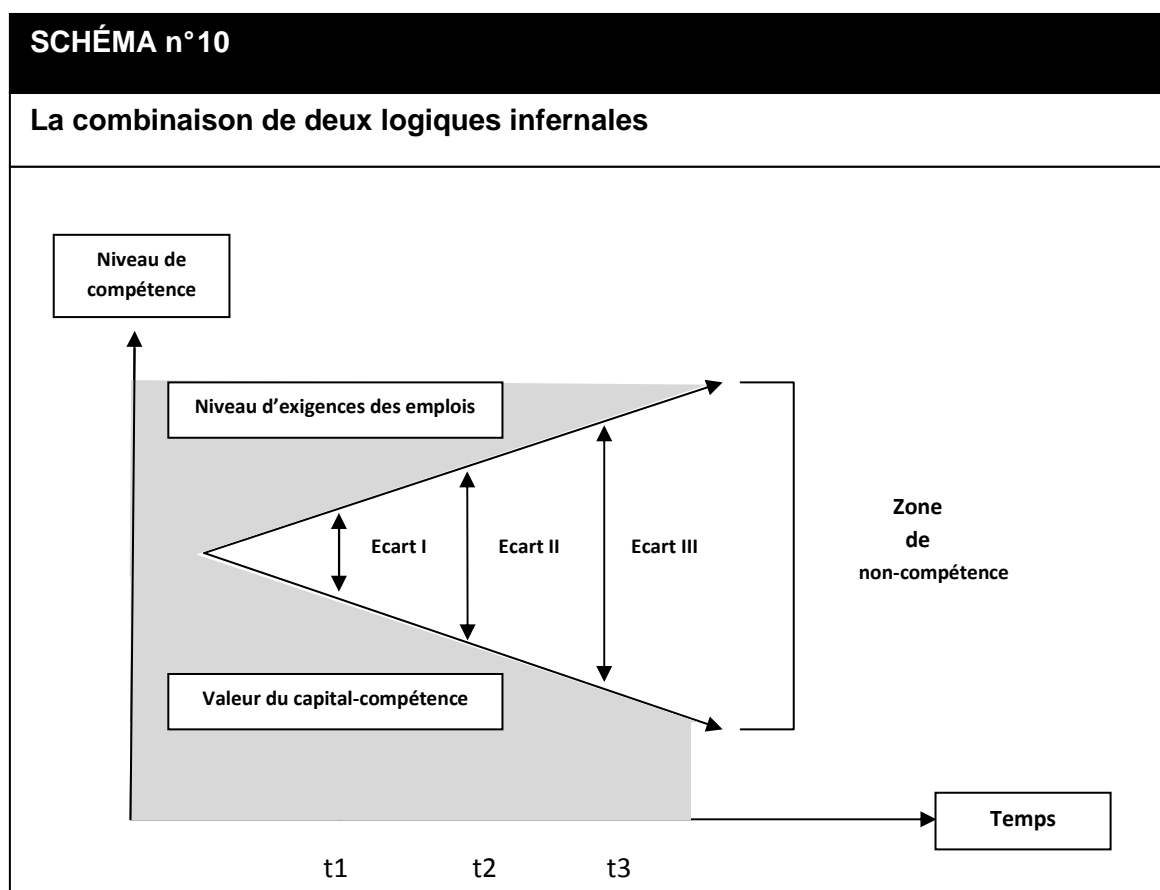 SCHÉMA n°10
La combinaison de deux logiques infernales
Niveau de
compétence
Niveau d’exigences des emplois
Ecart I
Ecart II
Ecart III
Zone
de
non-compétence
Valeur du capital-compétence
Temps
t1
t2
t3